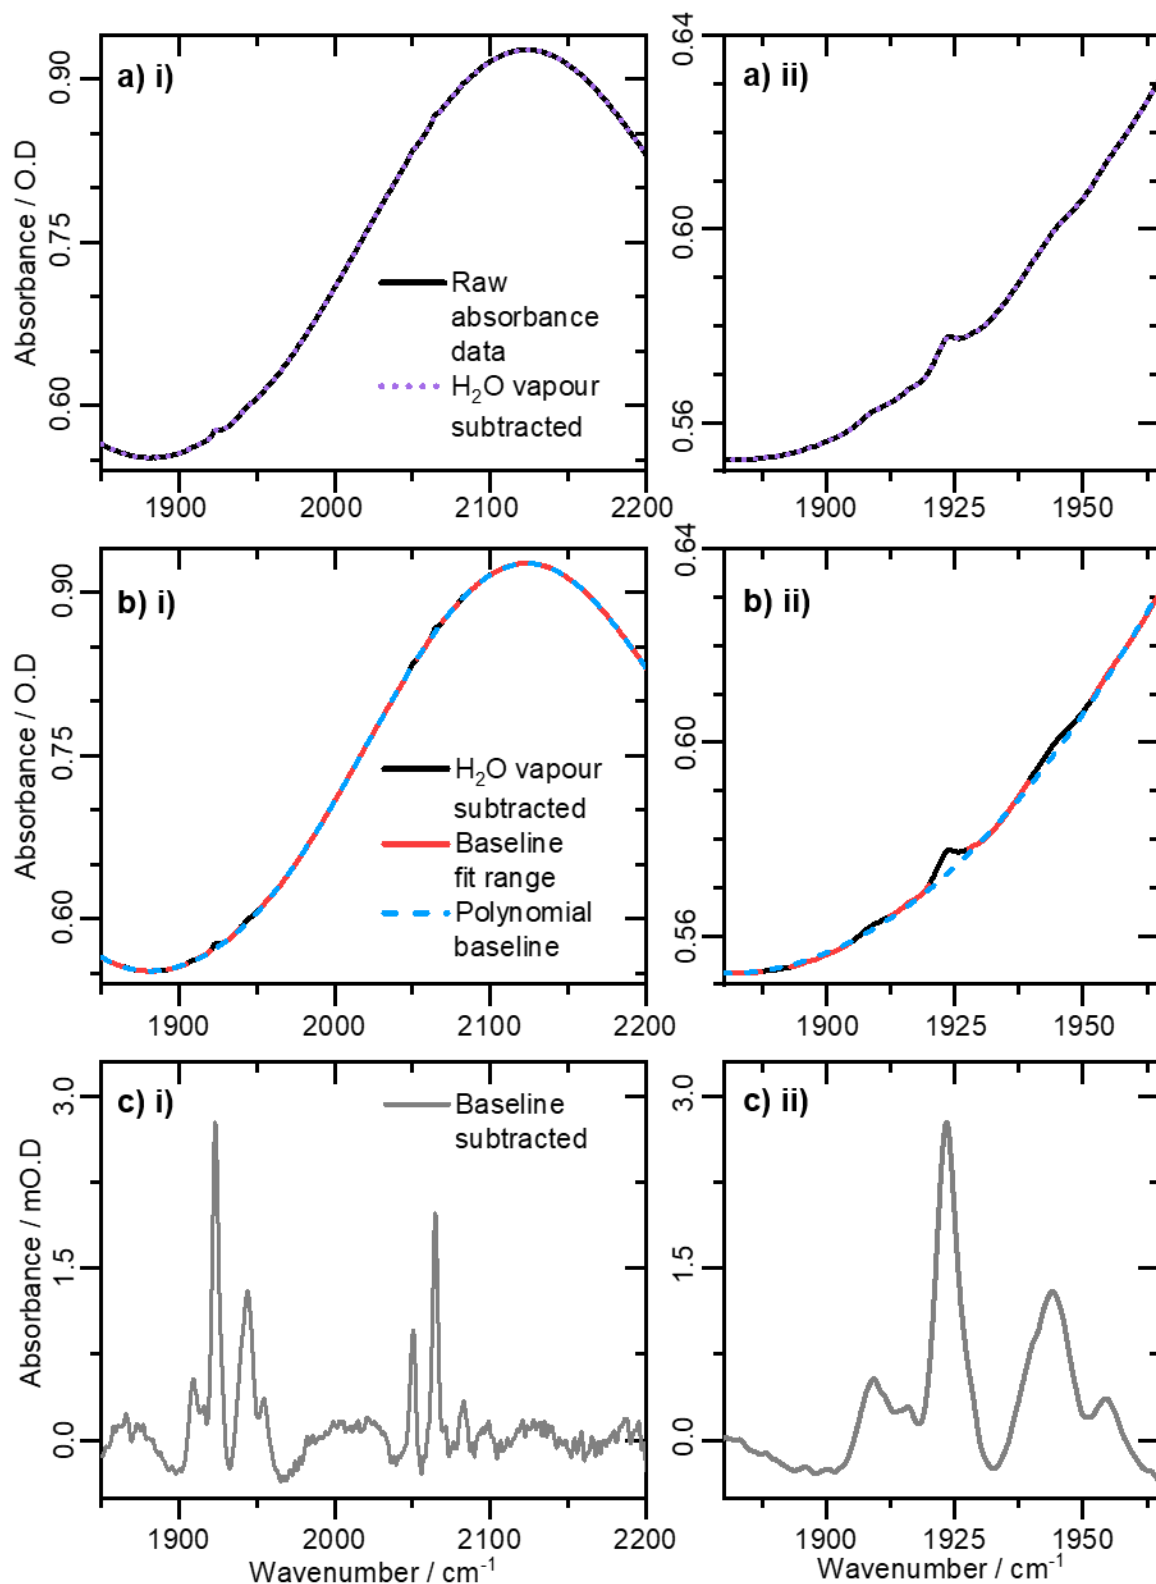 a) i)
Absorbance / O.D
0.90
0.75
0.60
Raw
absorbance
data
H₂O vapour
subtracted
1900 2000 2100 2200
a) ii)
0.64
0.60
0.56
1900 1925 1950
b) i)
Absorbance / O.D
0.90
0.75
0.60
H₂O vapour
subtracted
Baseline
fit range
Polynomial
baseline
1900 2000 2100 2200
b) ii)
0.64
0.60
0.56
1900 1925 1950
c) i)
Absorbance / mO.D
3.0
1.5
0.0
Baseline
subtracted
1900 2000 2100 2200
Wavenumber / cm⁻¹
c) ii)
3.0
1.5
0.0
1900 1925 1950
Wavenumber / cm⁻¹